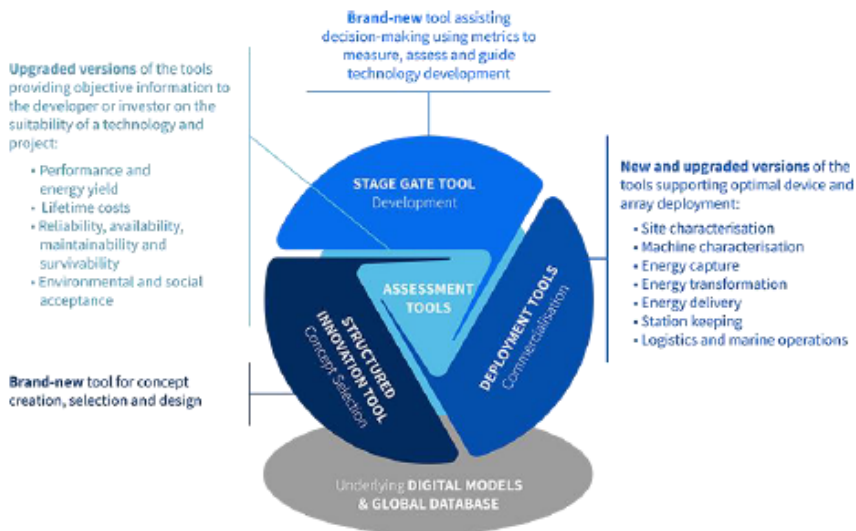 Brand-new tool assisting
decision-making using metrics to
measure, assess and guide
technology development
Upgraded versions of the tools
providing objective information to
the developer or investor on the
suitability of a technology and
project:
• Performance and
energy yield
• Lifetime costs
• Reliability, availability,
maintainability and
survivability
• Environmental and social
acceptance
Brand-new tool for concept
creation, selection and design
STAGE GATE TOOL
Development
ASSESSMENT
TOOLS
STRUCTURED
INNOVATION TOOL
Concept Selection
DEPLOYMENT TOOLS
Commercialisation
New and upgraded versions of the
tools supporting optimal device and
array deployment:
• Site characterisation
• Machine characterisation
• Energy capture
• Energy transformation
• Energy delivery
• Station keeping
• Logistics and marine operations
Underlying DIGITAL MODELS
& GLOBAL DATABASE